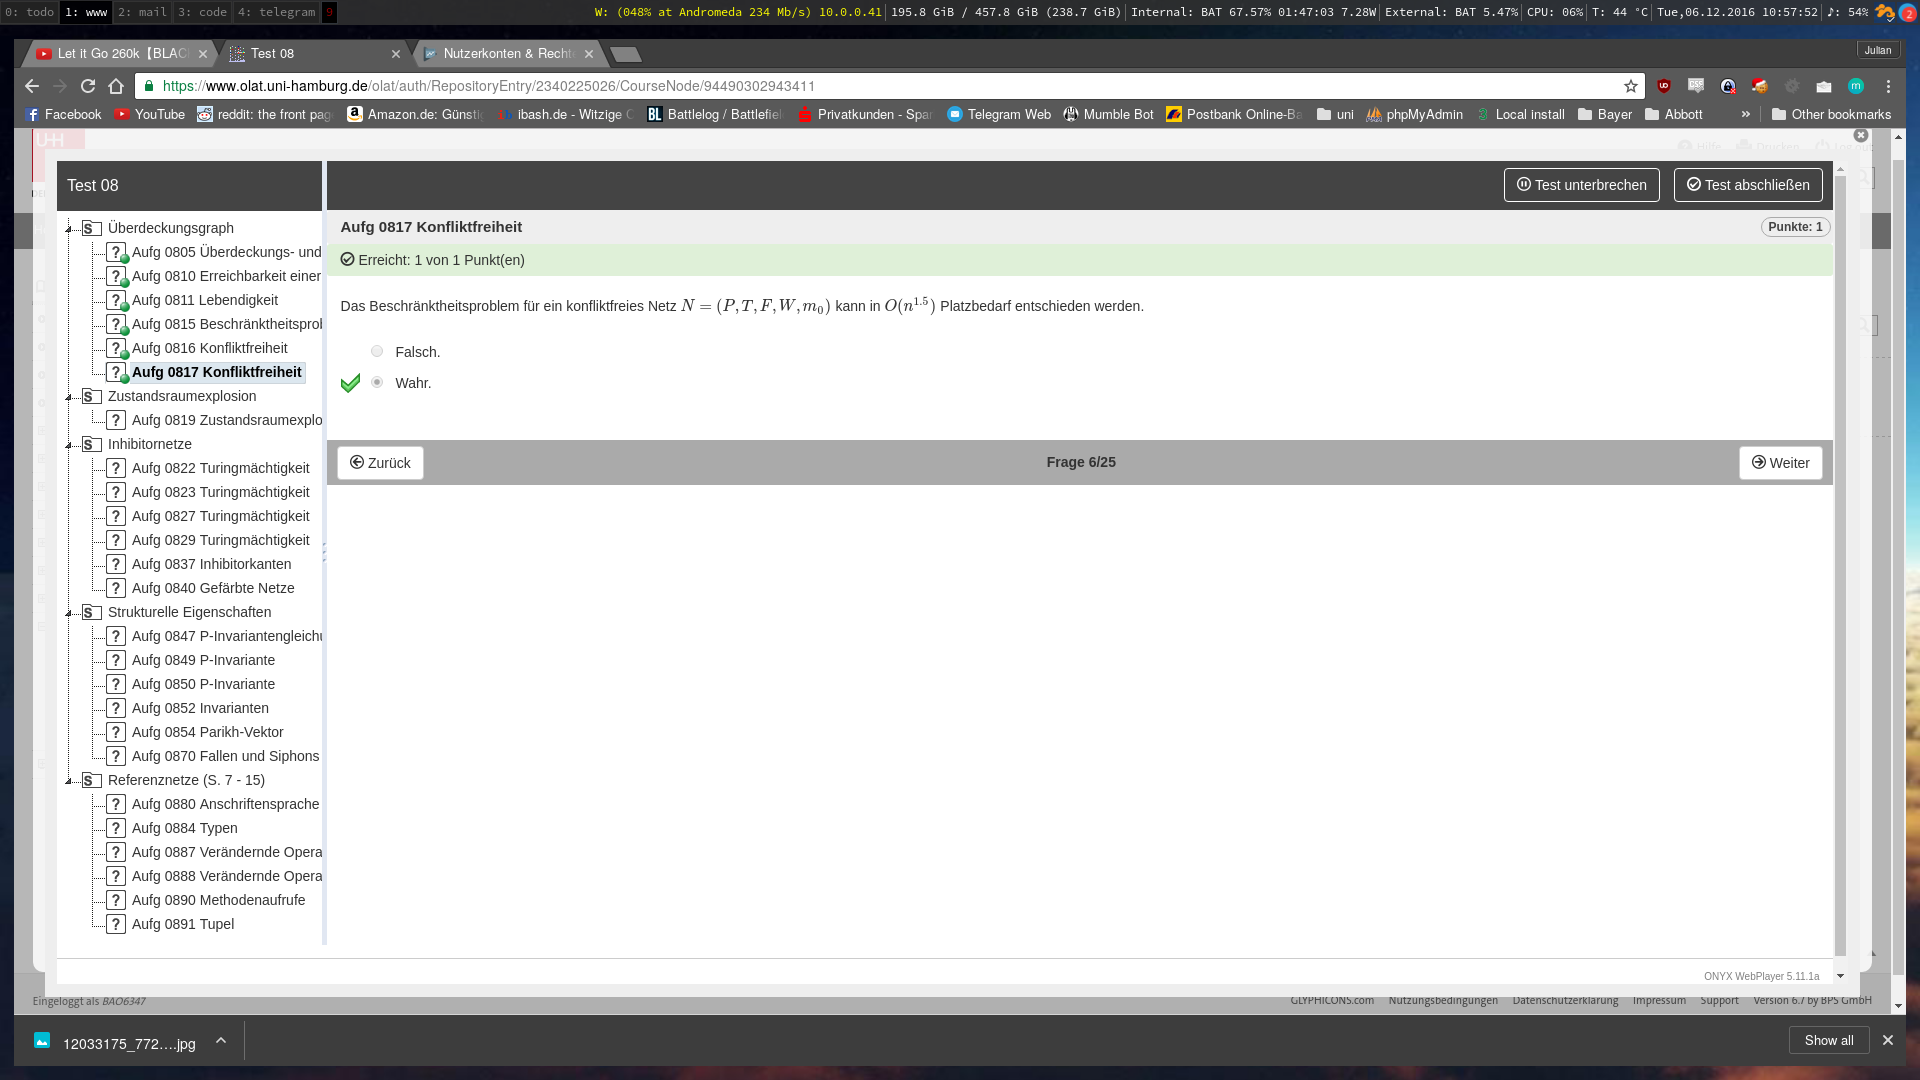 0: todo 1: www 2: mail 3: code 4: telegram 9 W: (048% at Andromeda 234 Mb/s) 10.0.0.41 195.8 GiB / 457.8 GiB (238.7 GiB) Internal: BAT 67.57% 01:47:03 7.28W External: BAT 5.47% CPU: 06% T: 44 °C Tue,06.12.2016 10:57:52 ♪: 54% 2
Let it Go 260k【BLAC Test 08 Nutzerkonten & Recht Julian
https://www.olat.uni-hamburg.de/olat/auth/RepositoryEntry/2340225026/CourseNode/94490302943411
Facebook YouTube reddit: the front pag Amazon.de: Günsti ibash.de - Witzige Battlelog / Battlefiel Privatkunden - Spar Telegram Web Mumble Bot Postbank Online-Ba uni phpMyAdmin Local install Bayer Abbott » Other bookmarks
Test 08 Test unterbrechen Test abschließen
Überdeckungsgraph
Aufg 0805 Überdeckungs- und
Aufg 0810 Erreichbarkeit einer
Aufg 0811 Lebendigkeit
Aufg 0815 Beschränktheitsprob
Aufg 0816 Konfliktfreiheit
Aufg 0817 Konfliktfreiheit
Zustandsraumexplosion
Aufg 0819 Zustandsraumexplo
Inhibitornetze
Aufg 0822 Turingmächtigkeit
Aufg 0823 Turingmächtigkeit
Aufg 0827 Turingmächtigkeit
Aufg 0829 Turingmächtigkeit
Aufg 0837 Inhibitorkanten
Aufg 0840 Gefärbte Netze
Strukturelle Eigenschaften
Aufg 0847 P-Invariantengleichu
Aufg 0849 P-Invariante
Aufg 0850 P-Invariante
Aufg 0852 Invarianten
Aufg 0854 Parikh-Vektor
Aufg 0870 Fallen und Siphons
Referenznetze (S. 7 - 15)
Aufg 0880 Anschriftensprache
Aufg 0884 Typen
Aufg 0887 Verändernde Opera
Aufg 0888 Verändernde Opera
Aufg 0890 Methodenaufrufe
Aufg 0891 Tupel
Aufg 0817 Konfliktfreiheit Punkte: 1
Erreicht: 1 von 1 Punkt(en)
Das Beschränktheitsproblem für ein konfliktfreies Netz N = (P, T, F, W, m₀) kann in O(n^1.5) Platzbedarf entschieden werden.
Falsch.
Wahr.
Zurück Frage 6/25 Weiter
ONYX WebPlayer 5.11.1a
Eingeloggt als BAO6347 GLYPHICONS.com Nutzungsbedingungen Datenschutzerklärung Impressum Support Version 6.7 by BPS GmbH
12033175_772....jpg Show all